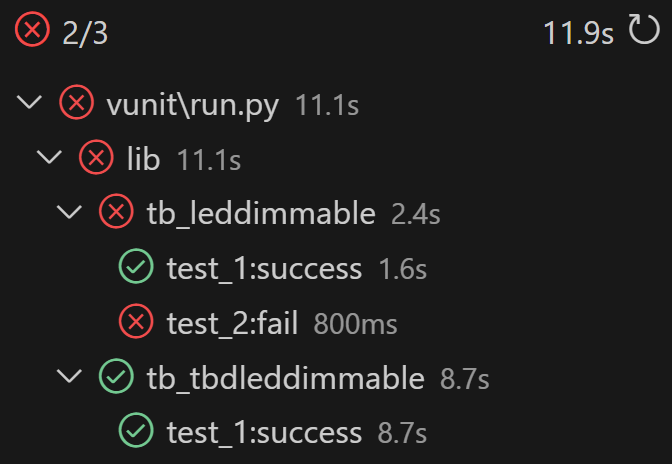 2/3 11.9s
vunit\run.py 11.1s
lib 11.1s
tb_leddimmable 2.4s
test_1:success 1.6s
test_2:fail 800ms
tb_tbdleddimmable 8.7s
test_1:success 8.7s